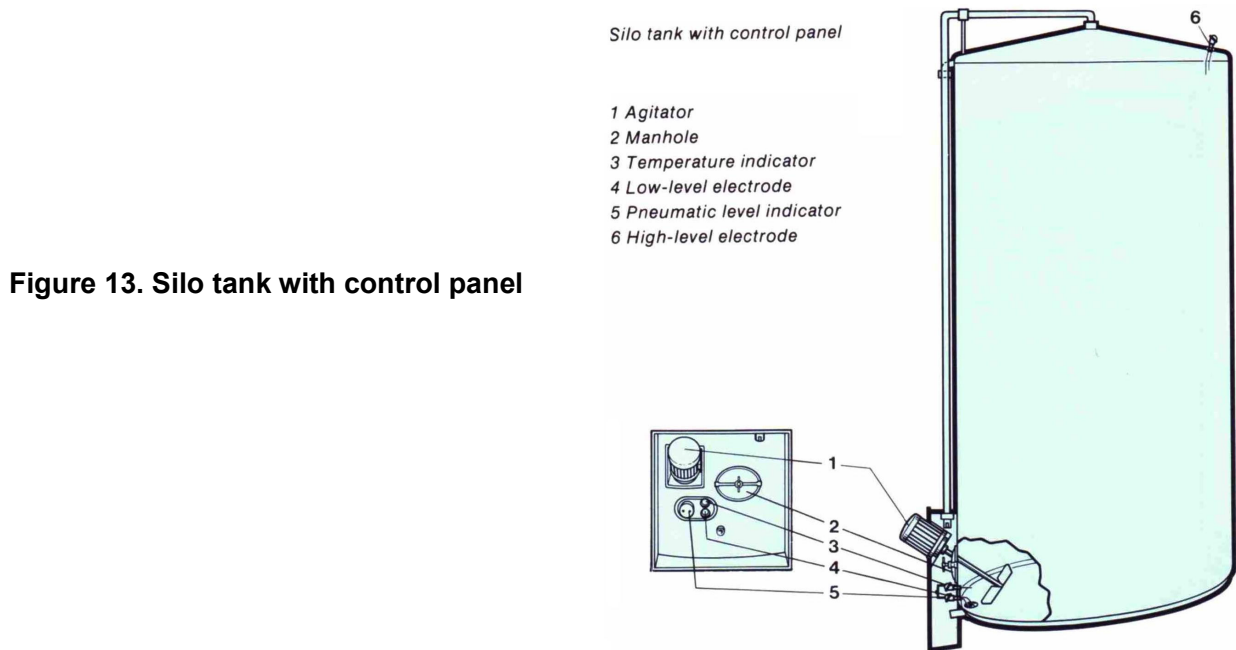 Silo tank with control panel
1 Agitator
2 Manhole
3 Temperature indicator
4 Low-level electrode
5 Pneumatic level indicator
6 High-level electrode
Figure 13. Silo tank with control panel
6
1
2
3
4
5